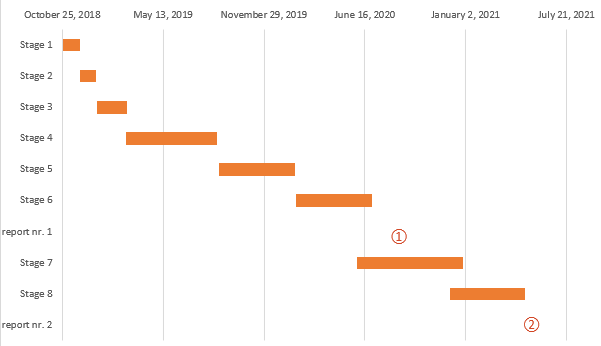 October 25, 2018 May 13, 2019 November 29, 2019 June 16, 2020 January 2, 2021 July 21, 2021
Stage 1
Stage 2
Stage 3
Stage 4
Stage 5
Stage 6
report nr. 1 ①
Stage 7
Stage 8
report nr. 2 ②